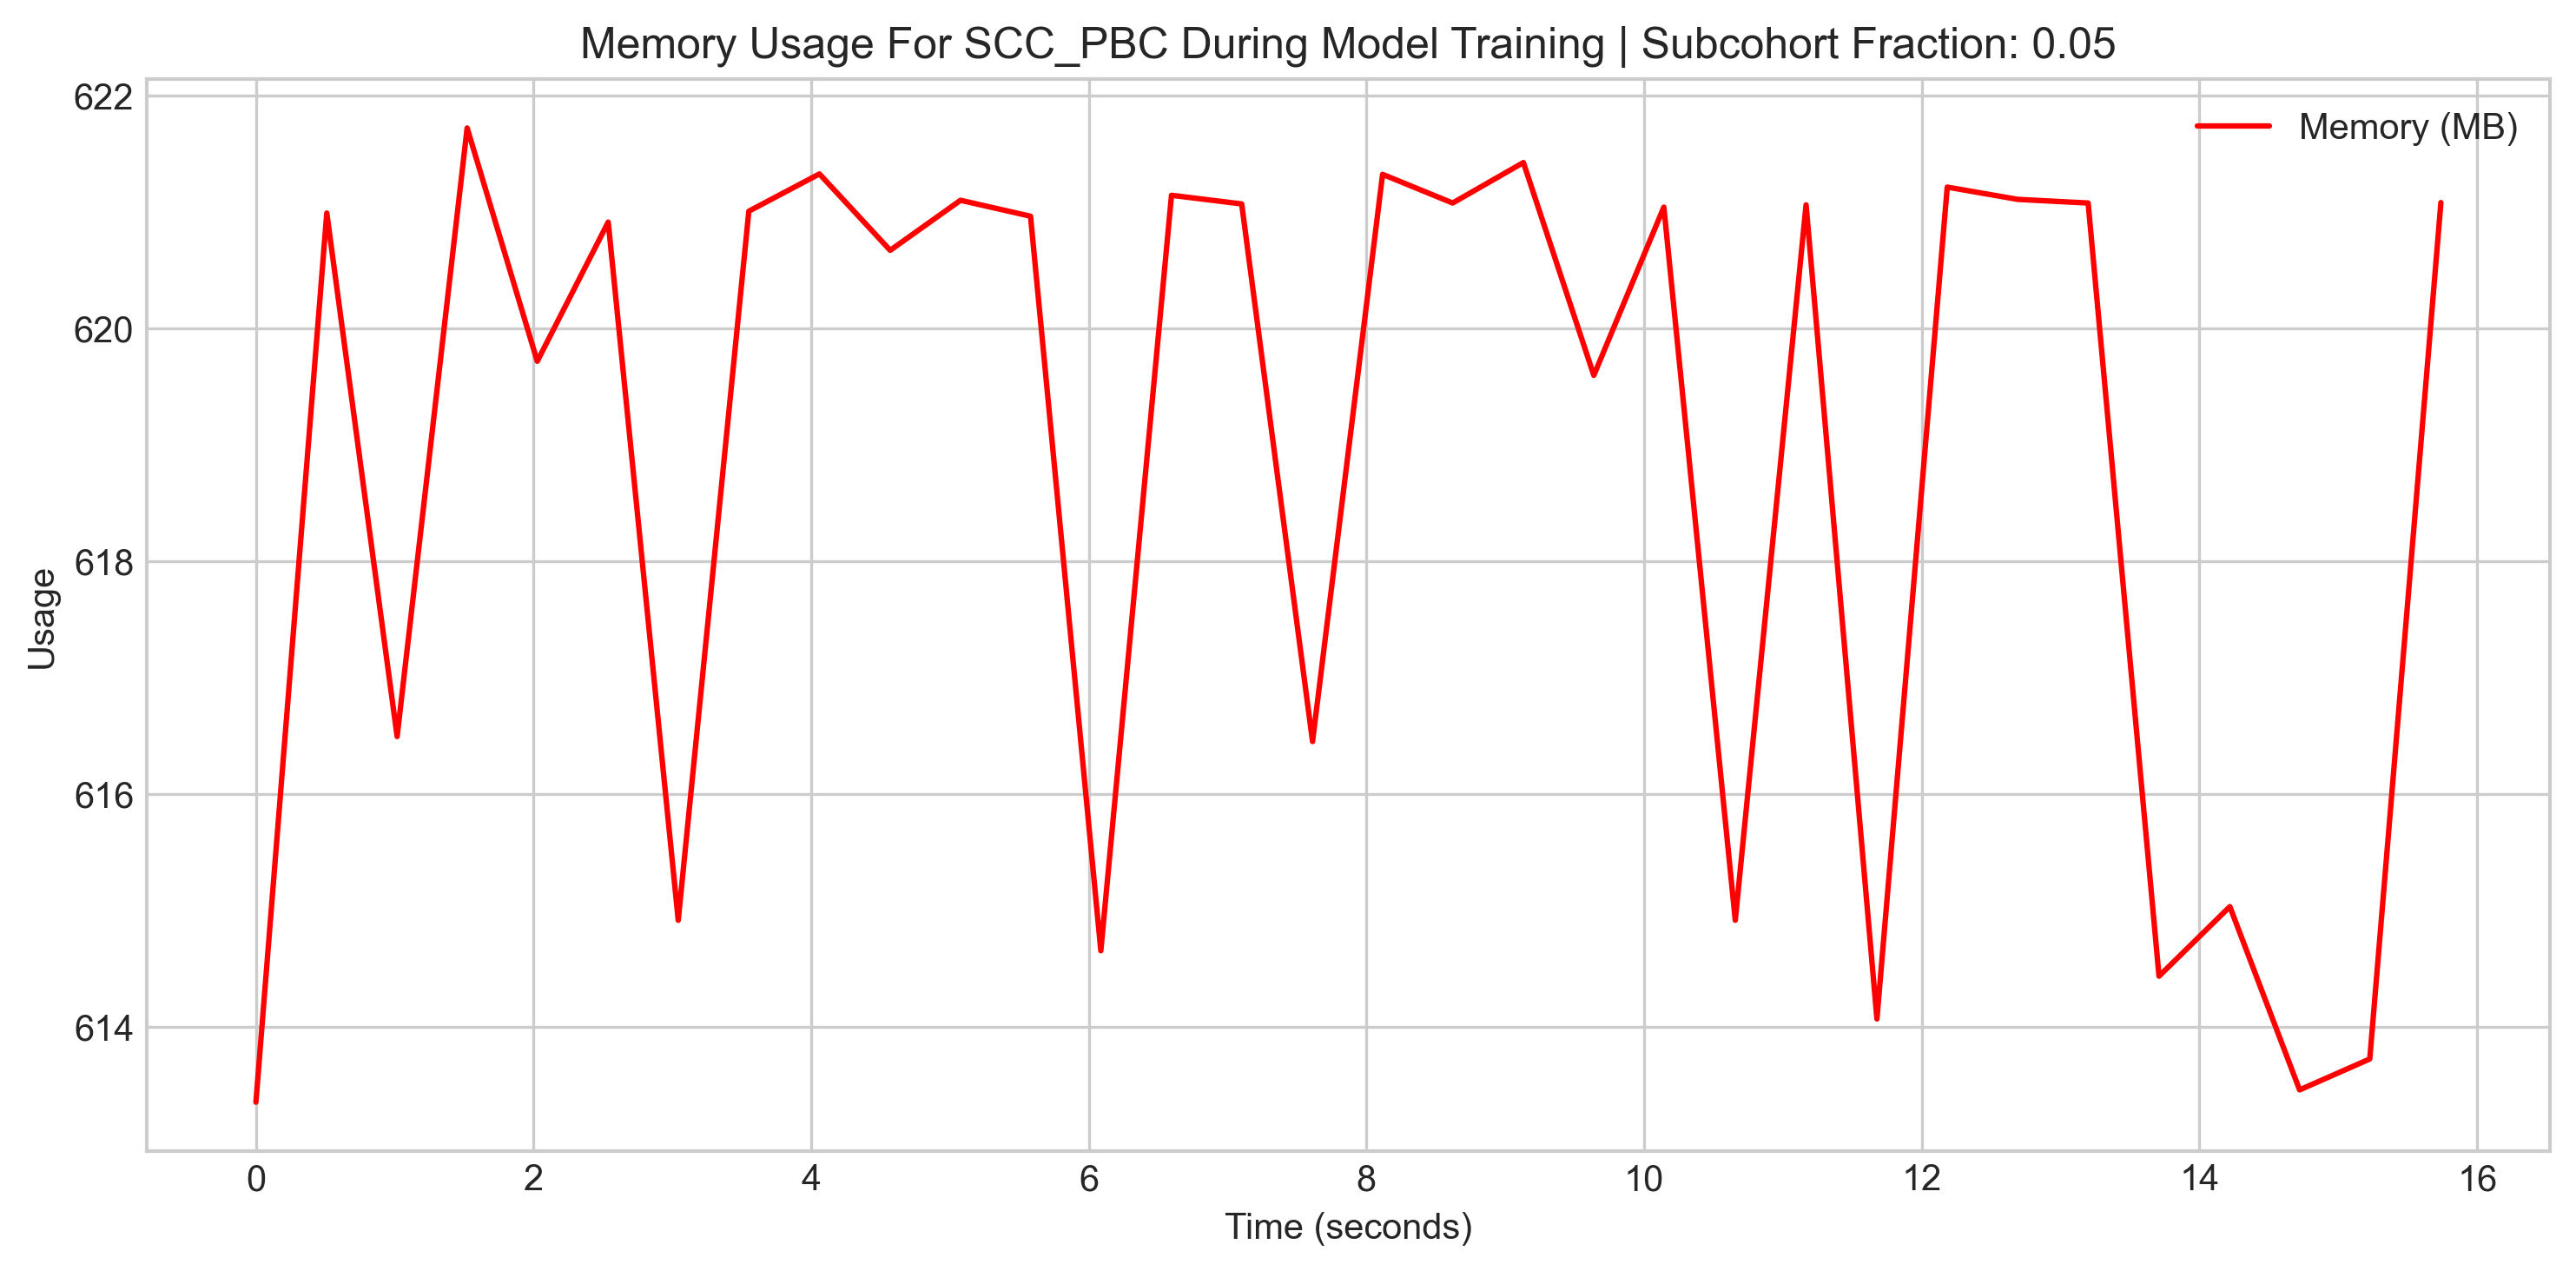 Memory Usage For SCC_PBC During Model Training | Subcohort Fraction: 0.05
Memory (MB)
Usage
622
620
618
616
614
0 2 4 6 8 10 12 14 16
Time (seconds)